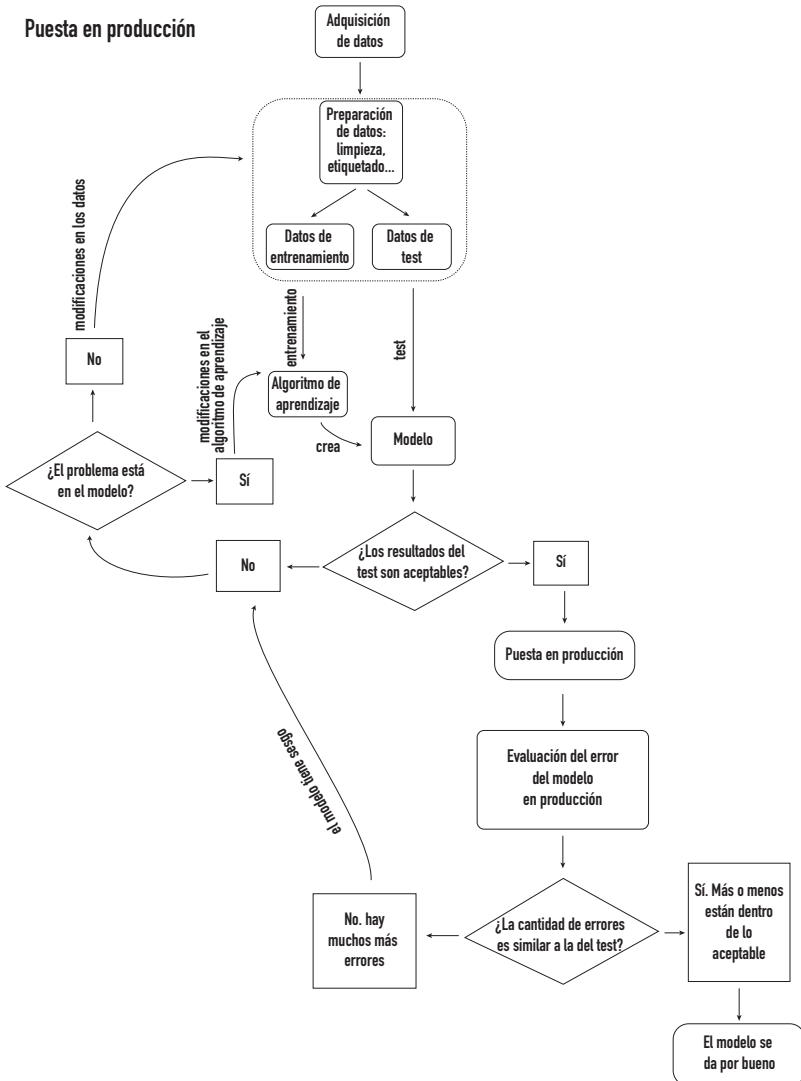 Puesta en producción
Adquisición
de datos
Preparación
de datos:
limpieza,
etiquetado...
Datos de
entrenamiento
Datos de
test
modificaciones en los datos
entrenamiento
test
No
modificaciones en el
algoritmo de aprendizaje
Algoritmo de
aprendizaje
crea
Modelo
¿El problema está
en el modelo?
Sí
No
¿Los resultados del
test son aceptables?
Sí
Puesta en producción
el modelo tiene sesgo
Evaluación del error
del modelo
en producción
No. hay
muchos más
errores
¿La cantidad de errores
es similar a la del test?
Sí. Más o menos
están dentro
de lo
aceptable
El modelo se
da por bueno